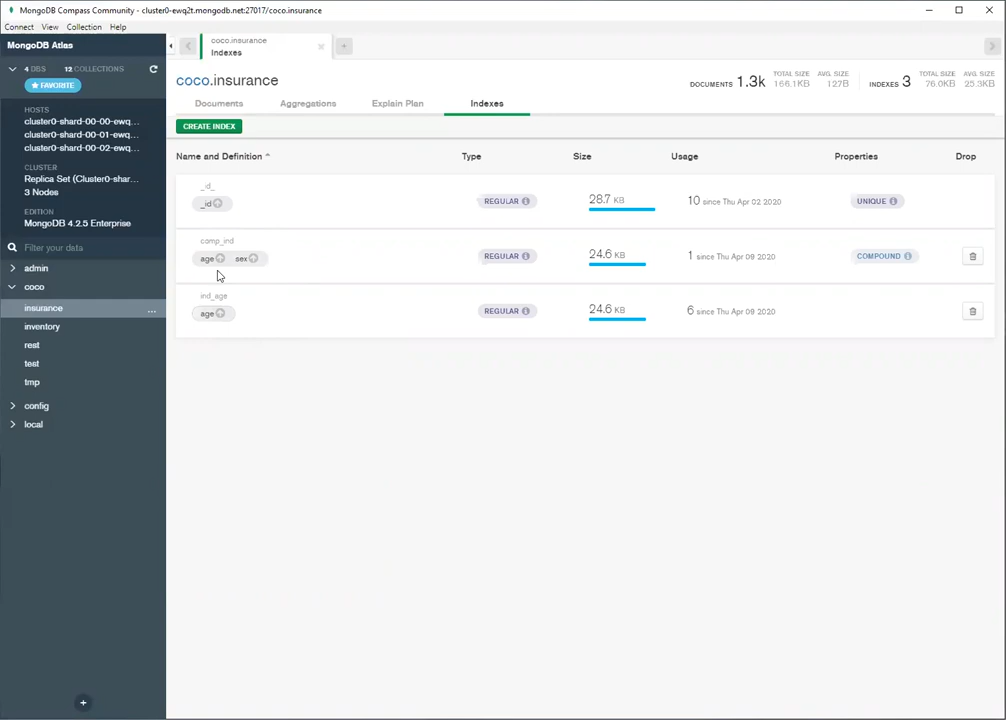 MongoDB Compass Community - cluster0-ewq2t.mongodb.net:27017/coco.insurance
Connect View Collection Help
MongoDB Atlas
4 DBS 12 COLLECTIONS
★ FAVORITE
HOSTS
cluster0-shard-00-00-ewq...
cluster0-shard-00-01-ewq...
cluster0-shard-00-02-ewq...
CLUSTER
Replica Set (Cluster0-shar...
3 Nodes
EDITION
MongoDB 4.2.5 Enterprise
Filter your data
admin
coco
insurance ...
inventory
rest
test
tmp
config
local
+
coco.insurance
Indexes × +
coco.insurance
DOCUMENTS 1.3k TOTAL SIZE 166.1KB AVG. SIZE 127B INDEXES 3 TOTAL SIZE 76.0KB AVG. SIZE 25.3KB
Documents Aggregations Explain Plan Indexes
CREATE INDEX
Name and Definition Type Size Usage Properties Drop
_id_
_id REGULAR 28.7 KB 10 since Thu Apr 02 2020 UNIQUE
comp_ind
age sex REGULAR 24.6 KB 1 since Thu Apr 09 2020 COMPOUND
ind_age
age REGULAR 24.6 KB 6 since Thu Apr 09 2020